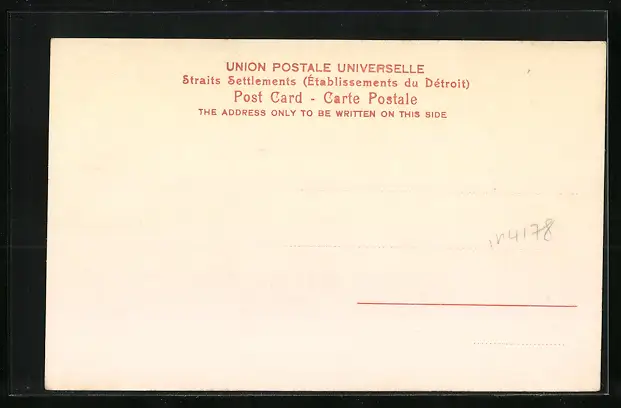 UNION POSTALE UNIVERSELLE
Straits Settlements (Établissements du Détroit)
Post Card - Carte Postale
THE ADDRESS ONLY TO BE WRITTEN ON THIS SIDE